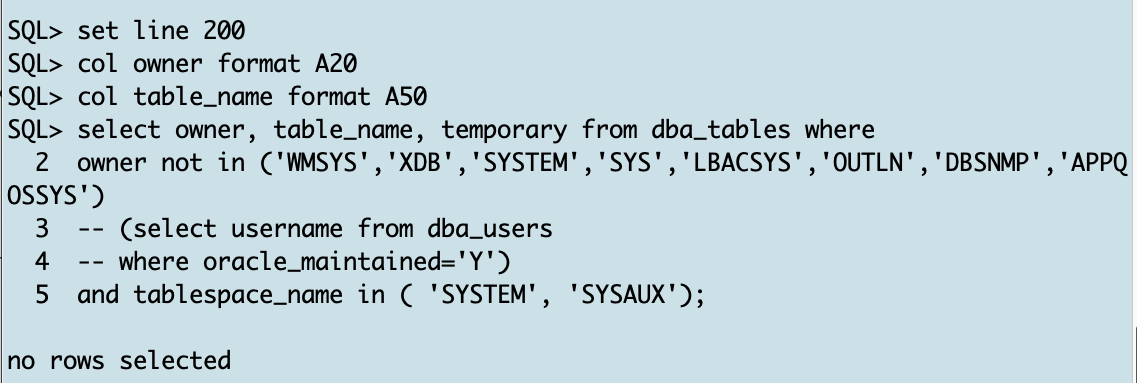 SQL> set line 200
SQL> col owner format A20
SQL> col table_name format A50
SQL> select owner, table_name, temporary from dba_tables where
  2  owner not in ('WMSYS','XDB','SYSTEM','SYS','LBACSYS','OUTLN','DBSNMP','APPQ
OSSYS')
  3  -- (select username from dba_users
  4  -- where oracle_maintained='Y')
  5  and tablespace_name in ( 'SYSTEM', 'SYSAUX');
no rows selected